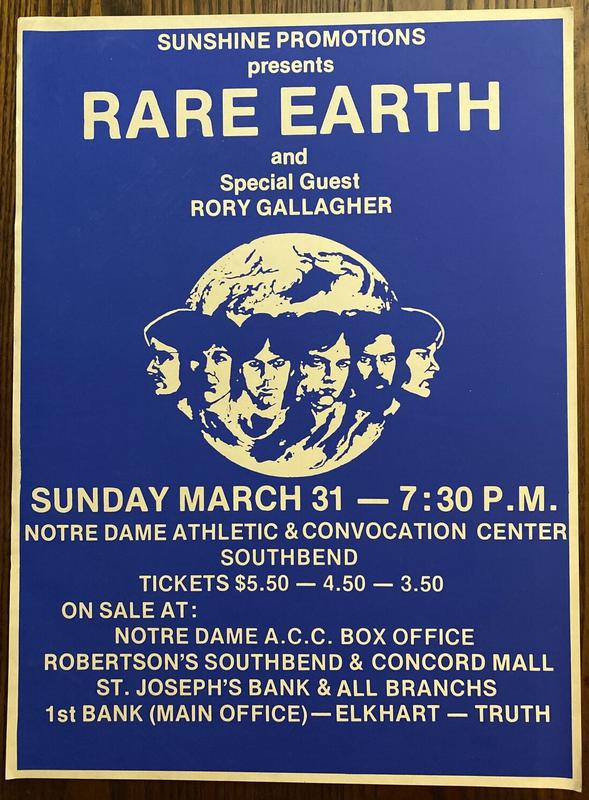 SUNSHINE PROMOTIONS
presents
RARE EARTH
and
Special Guest
RORY GALLAGHER
SUNDAY MARCH 31 — 7:30 P.M.
NOTRE DAME ATHLETIC & CONVOCATION CENTER
SOUTHBEND
TICKETS $5.50 — 4.50 — 3.50
ON SALE AT:
NOTRE DAME A.C.C. BOX OFFICE
ROBERTSON'S SOUTHBEND & CONCORD MALL
ST. JOSEPH'S BANK & ALL BRANCHS
1st BANK (MAIN OFFICE) — ELKHART — TRUTH